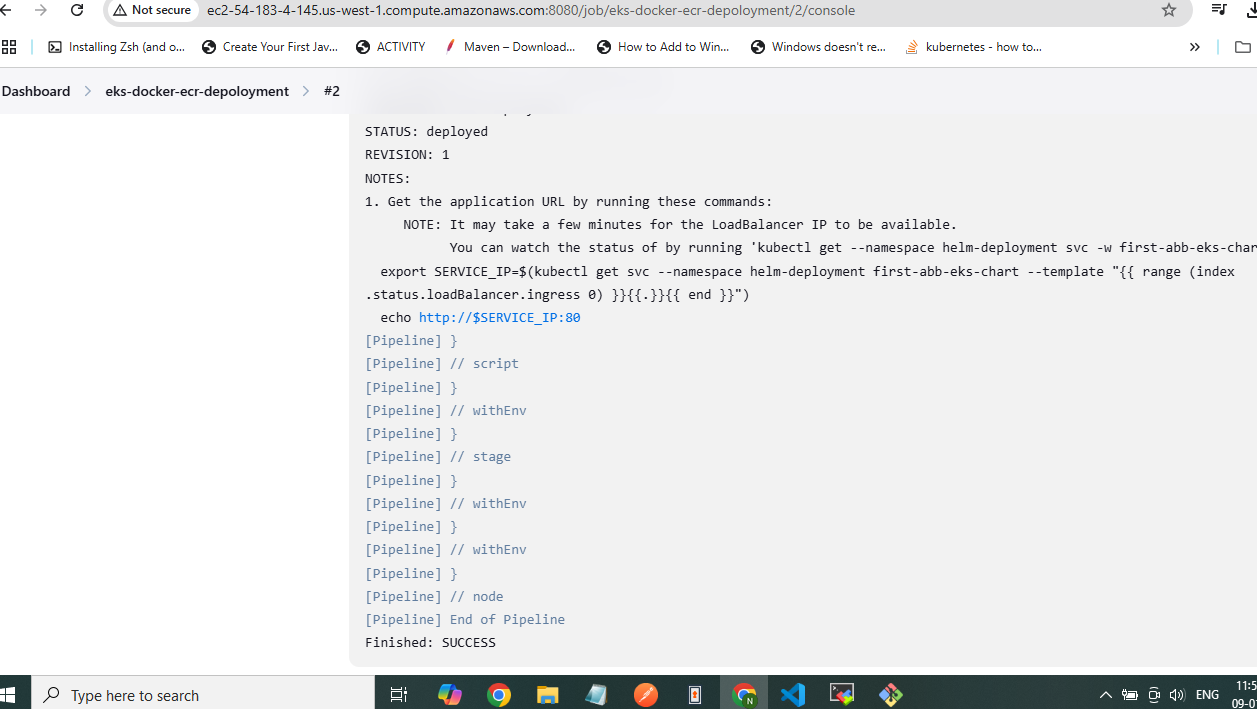 Not secure
ec2-54-183-4-145.us-west-1.compute.amazonaws.com:8080/job/eks-docker-ecr-depoloyment/2/console
Installing Zsh (and o...
Create Your First Jav...
ACTIVITY
Maven – Download...
How to Add to Win...
Windows doesn't re...
kubernetes - how to...
»
Dashboard > eks-docker-ecr-depoloyment > #2
STATUS: deployed
REVISION: 1
NOTES:
1. Get the application URL by running these commands:
NOTE: It may take a few minutes for the LoadBalancer IP to be available.
You can watch the status of by running 'kubectl get --namespace helm-deployment svc -w first-abb-eks-char
export SERVICE_IP=$(kubectl get svc --namespace helm-deployment first-abb-eks-chart --template "{{ range (index
.status.loadBalancer.ingress 0) }}{{.}}{{ end }}")
echo http://$SERVICE_IP:80
[Pipeline] }
[Pipeline] // script
[Pipeline] }
[Pipeline] // withEnv
[Pipeline] }
[Pipeline] // stage
[Pipeline] }
[Pipeline] // withEnv
[Pipeline] }
[Pipeline] // withEnv
[Pipeline] }
[Pipeline] // node
[Pipeline] End of Pipeline
Finished: SUCCESS
Type here to search
N
ENG
11:5
09-0